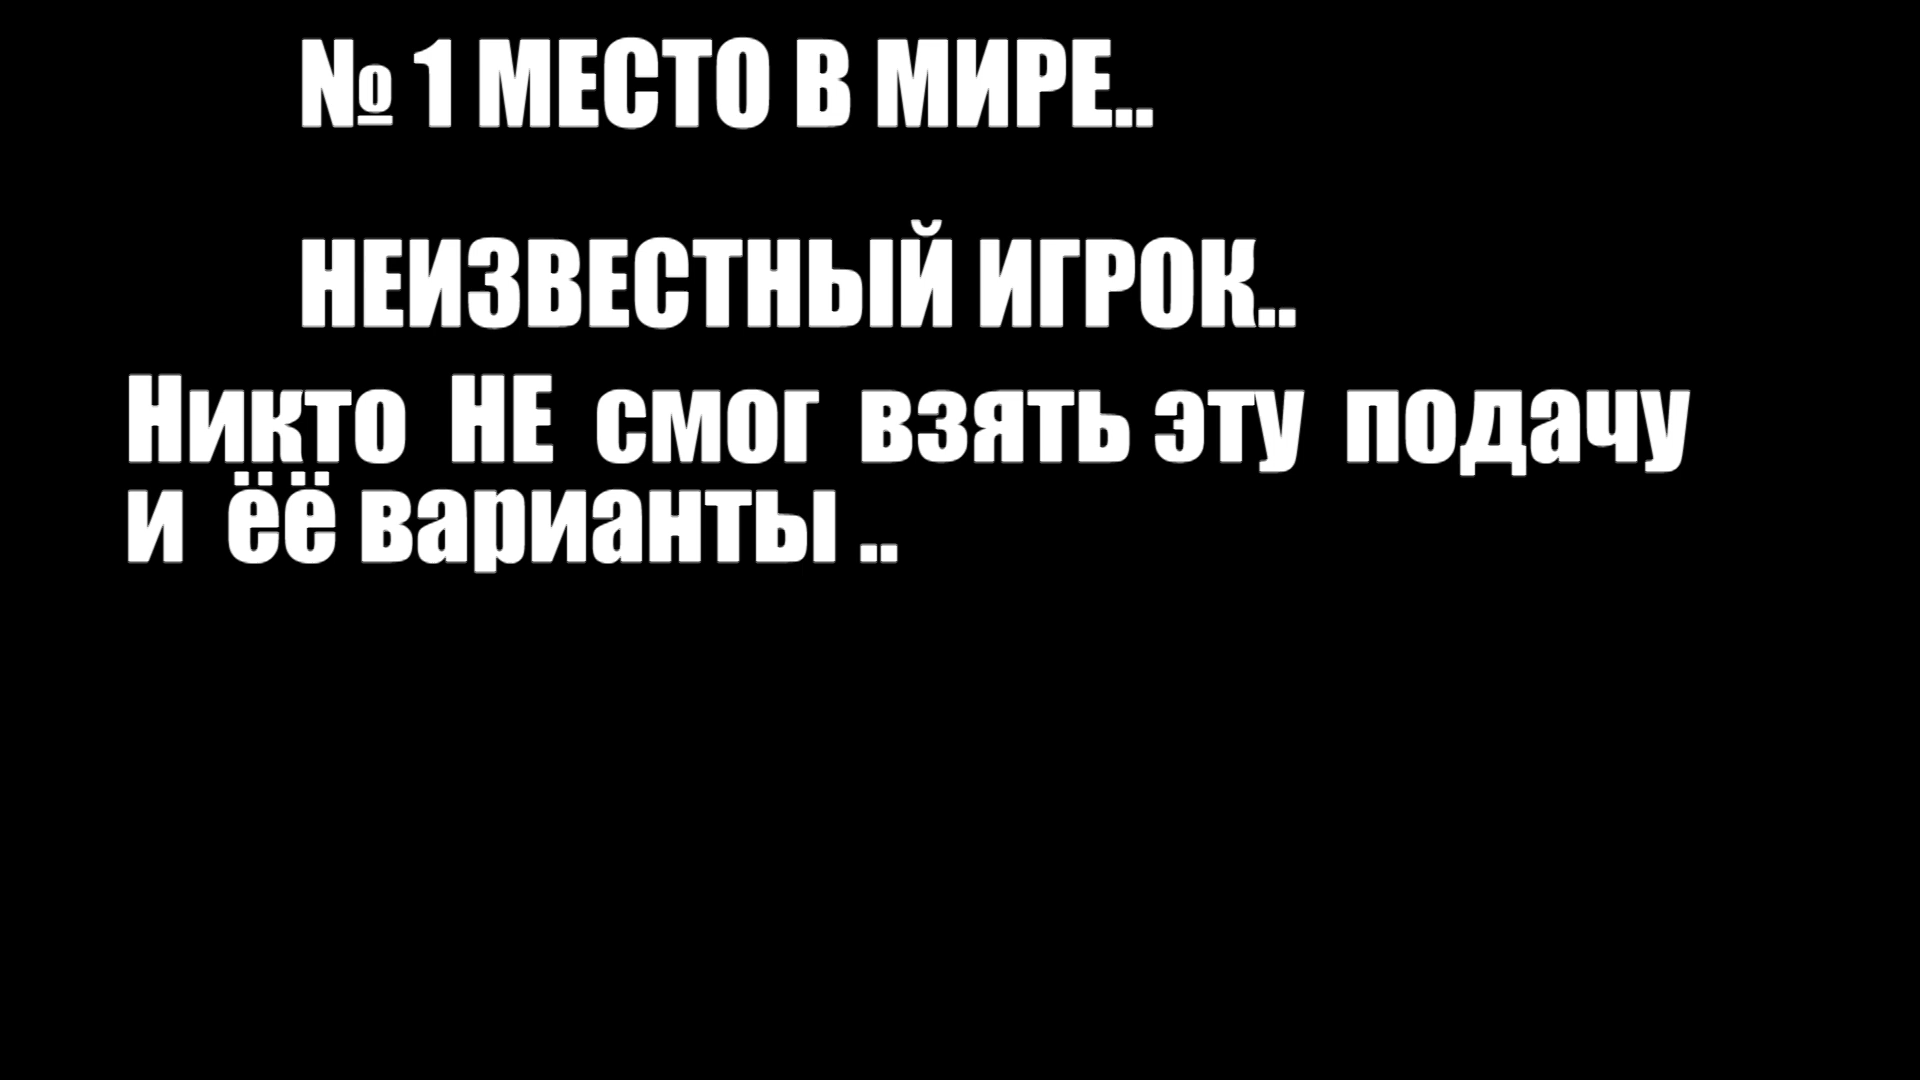 № 1 МЕСТО В МИРЕ..
НЕИЗВЕСТНЫЙ ИГРОК..
Никто НЕ смог взять эту подачу
и ёё варианты ..